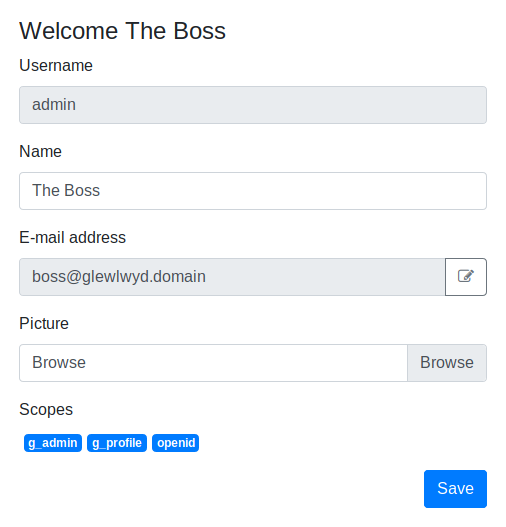 Welcome The Boss
Username
admin
Name
The Boss
E-mail address
boss@glewlwyd.domain
Picture
Browse Browse
Scopes
g_admin g_profile openid
Save